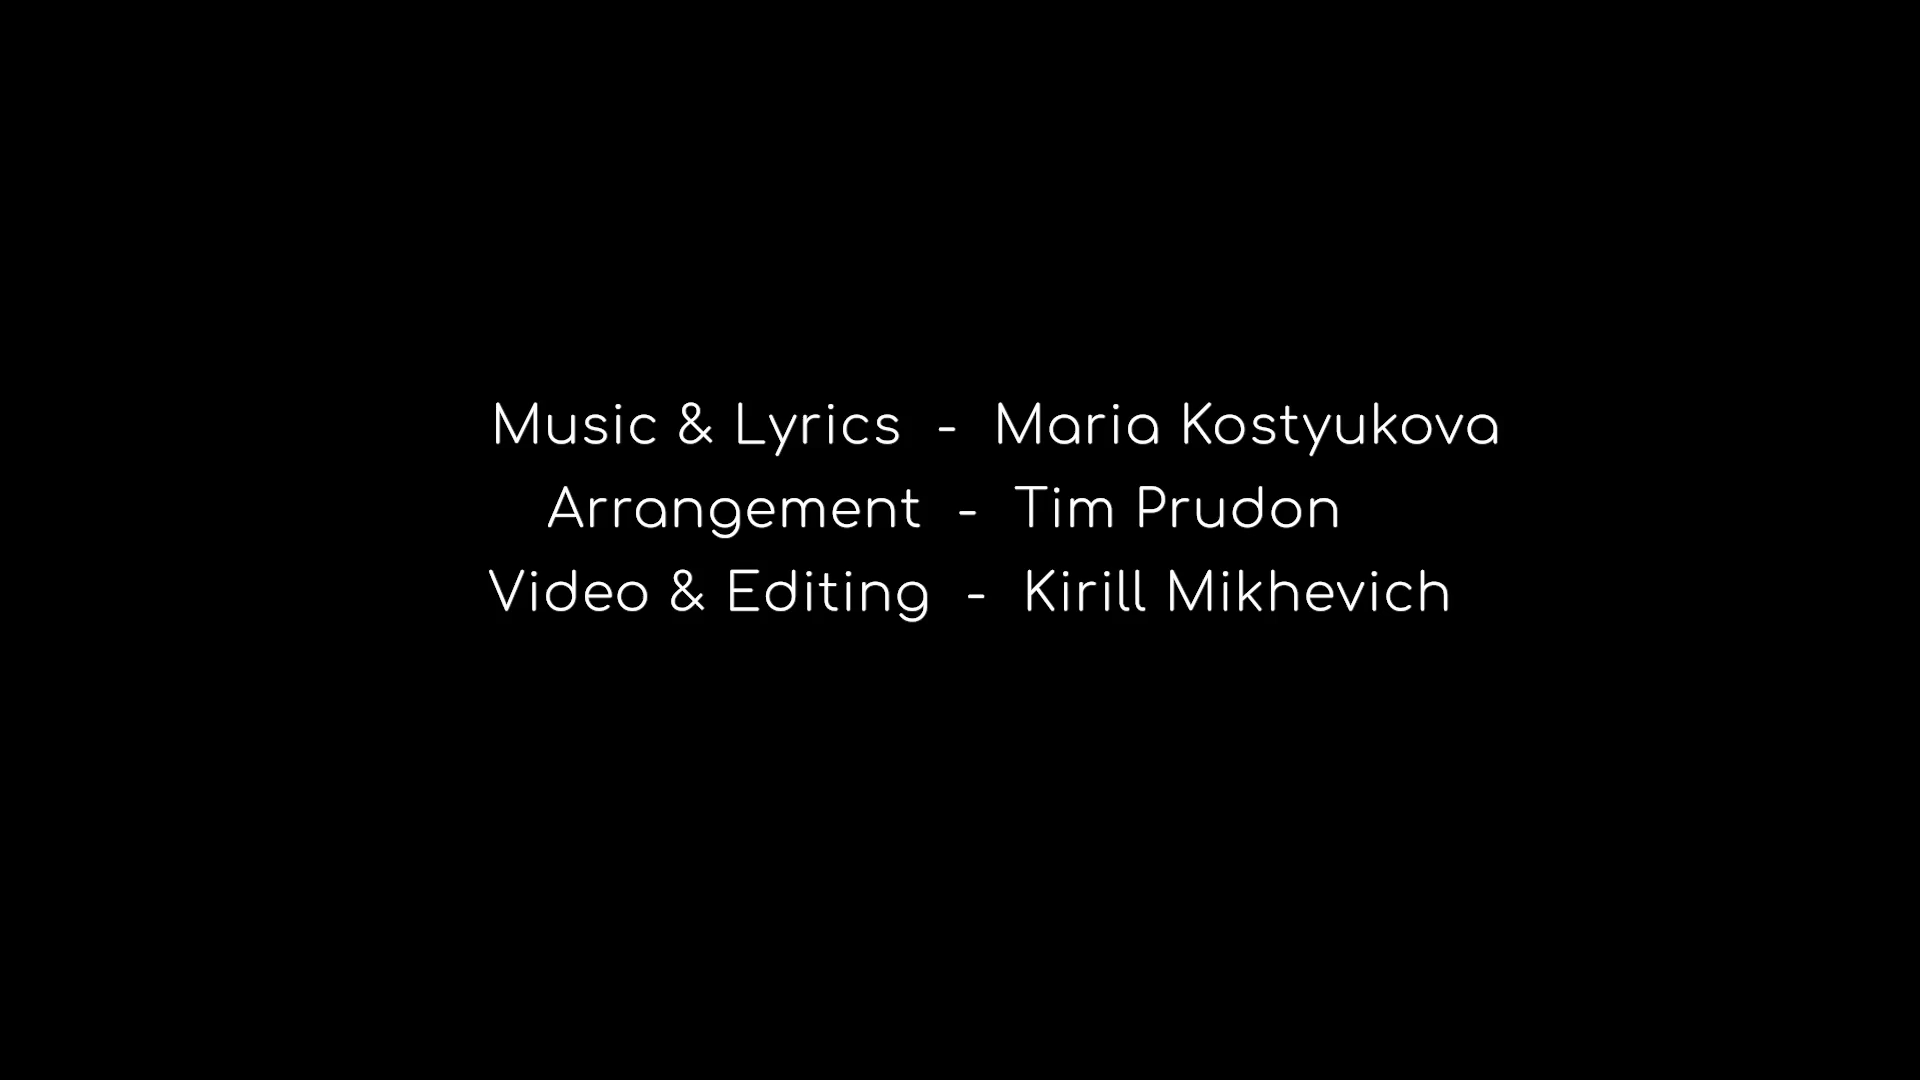 Music & Lyrics - Maria Kostyukova
Arrangement - Tim Prudon
Video & Editing - Kirill Mikhevich